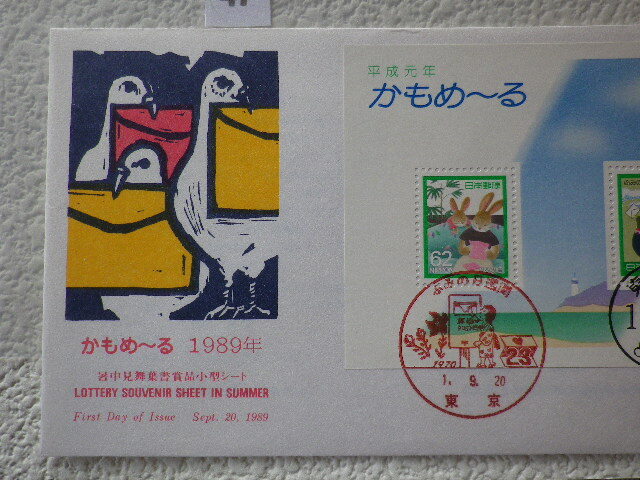 平成元年
かもめ〜る
日本郵便
62
かもめ〜る 1989年
暑中見舞葉書賞品小型シート
LOTTERY SOUVENIR SHEET IN SUMMER
First Day of Issue Sept. 20, 1989
23
1. 9. 20
東京